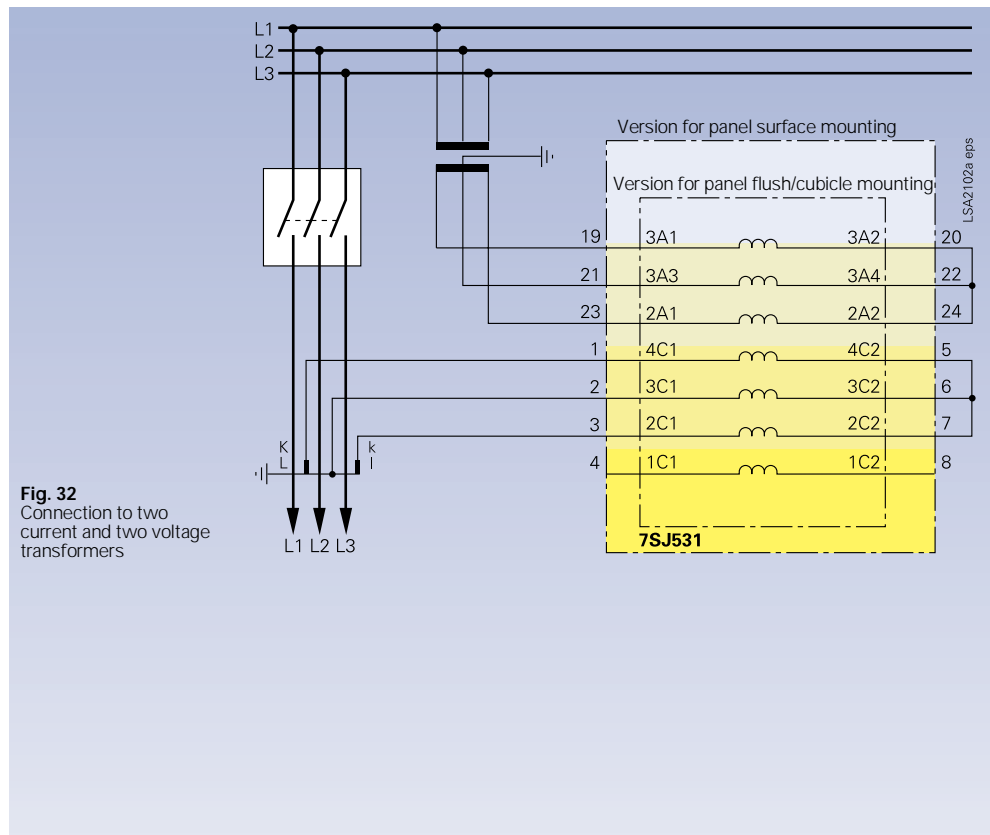 L1
L2
L3
Version for panel surface mounting
LSA2102a eps
Version for panel flush/cubicle mounting
19 3A1 3A2 20
21 3A3 3A4 22
23 2A1 2A2 24
1 4C1 4C2 5
2 3C1 3C2 6
3 2C1 2C2 7
K k
L l
4 1C1 1C2 8
Fig. 32
Connection to two
current and two voltage
transformers
L1 L2 L3
7SJ531